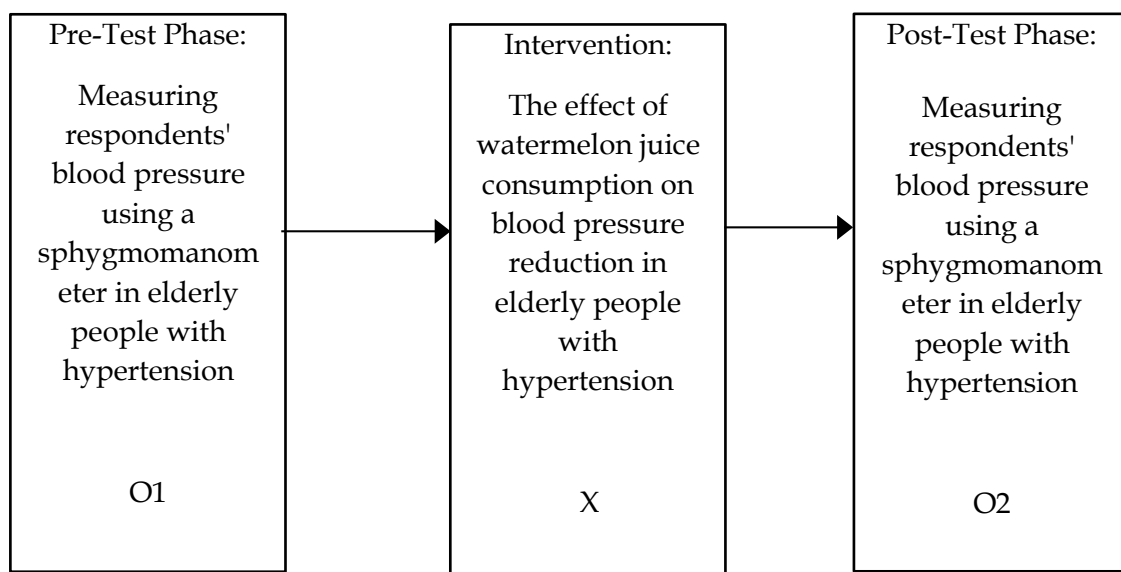 Pre-Test Phase:
Measuring
respondents'
blood pressure
using a
sphygmomanom
eter in elderly
people with
hypertension
O1
Intervention:
The effect of
watermelon juice
consumption on
blood pressure
reduction in
elderly people
with
hypertension
X
Post-Test Phase:
Measuring
respondents'
blood pressure
using a
sphygmomanom
eter in elderly
people with
hypertension
O2